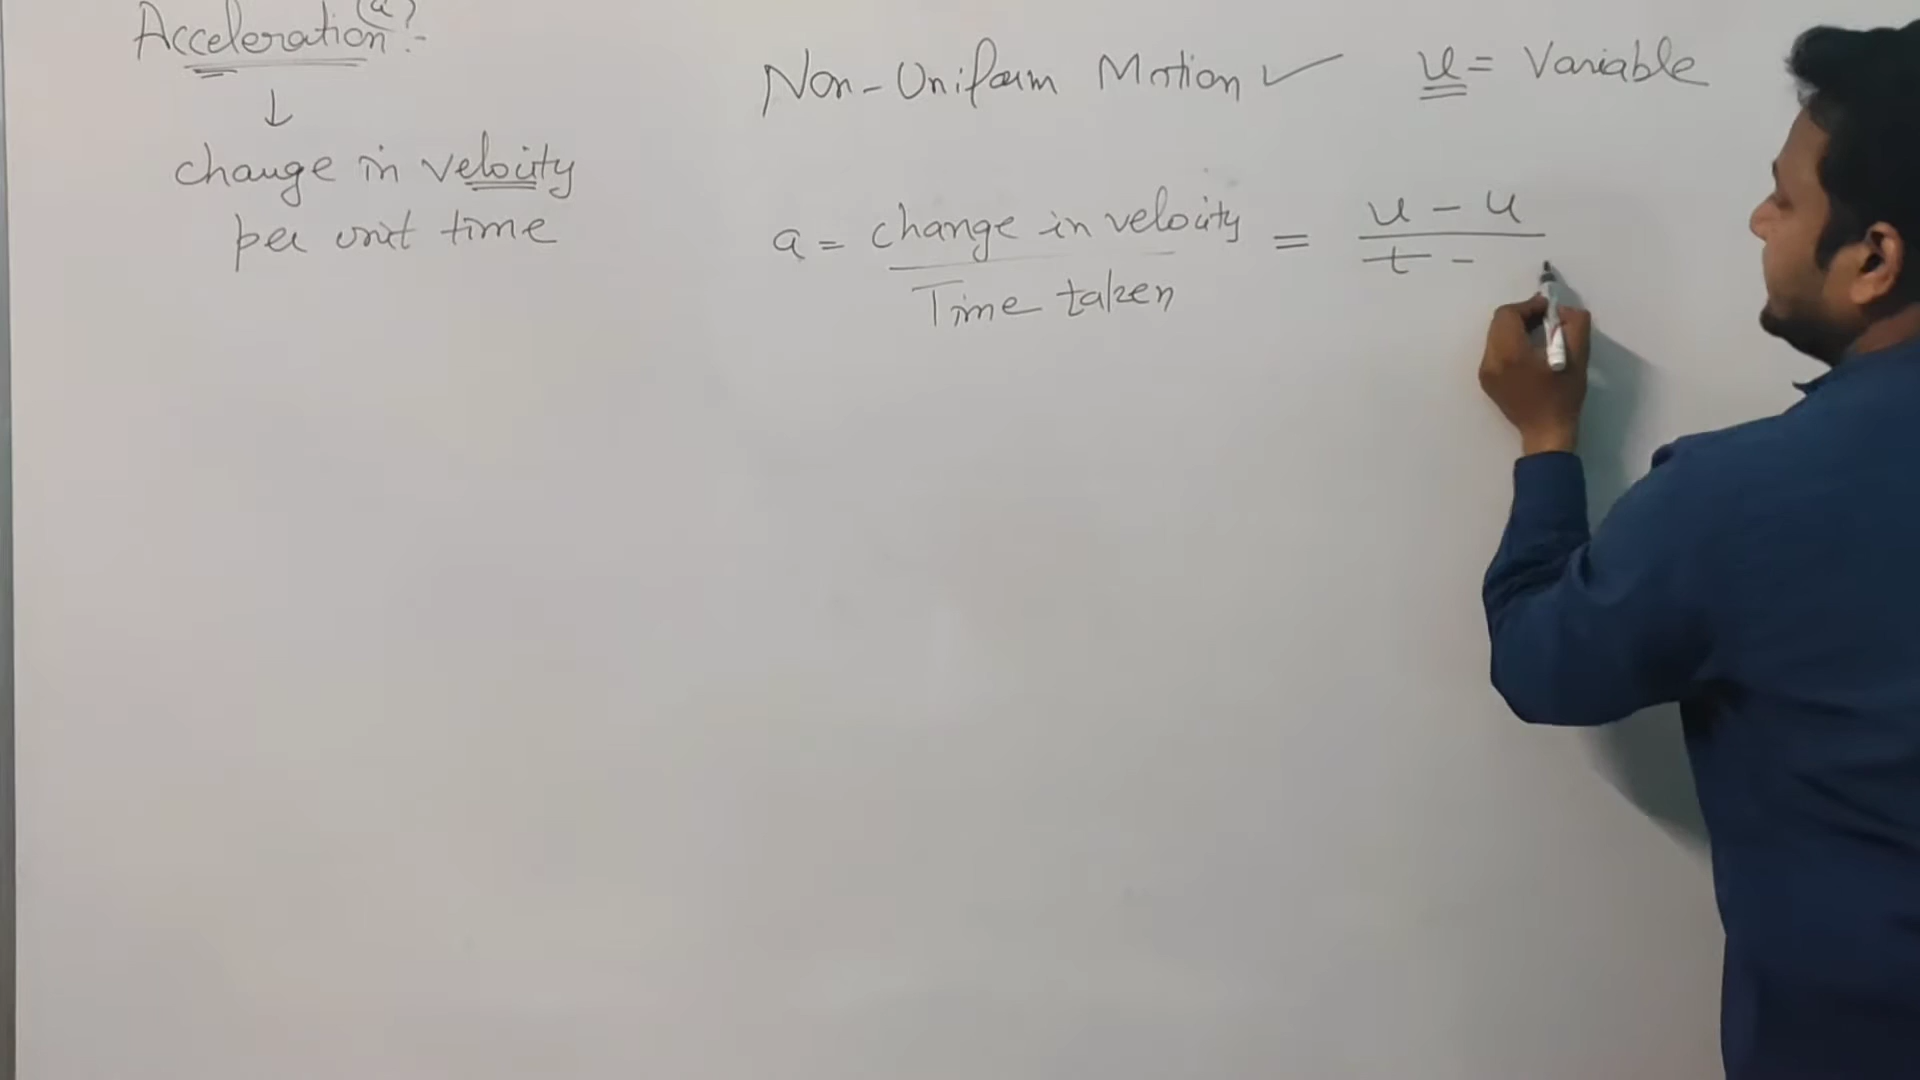 Acceleration (a) :-
↓
change in velocity
per unit time
Non-Uniform Motion ✓ u = Variable
a = change in velocity / Time taken = u - u / t -